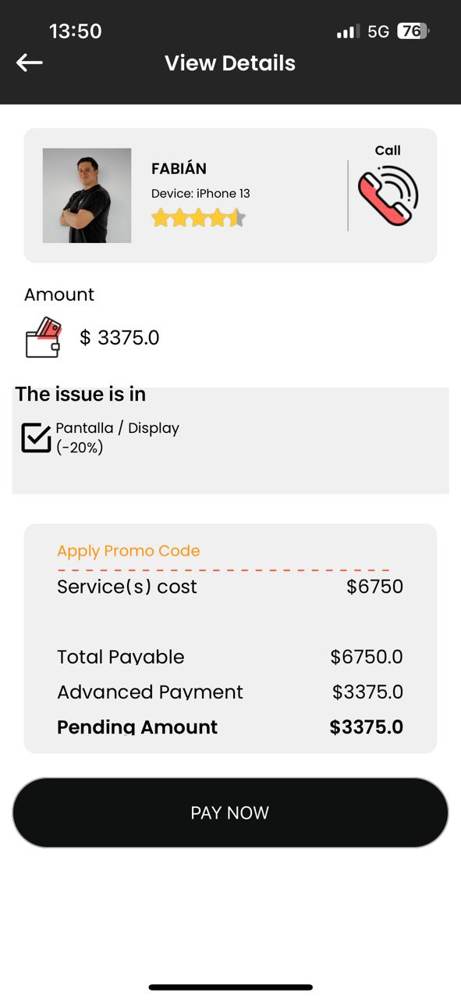 13:50
5G 76
View Details
Call
FABIÁN
Device: iPhone 13
Amount
$ 3375.0
The issue is in
Pantalla / Display
(-20%)
Apply Promo Code
Service(s) cost $6750
Total Payable $6750.0
Advanced Payment $3375.0
Pending Amount $3375.0
PAY NOW